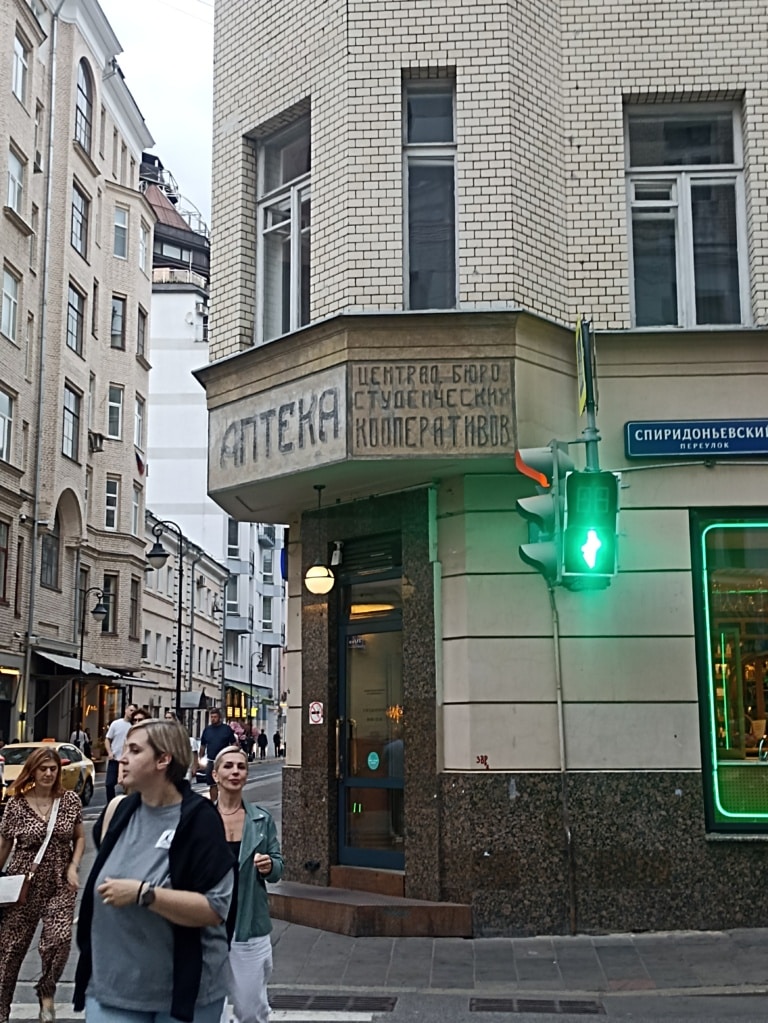 АПТЕКА
ЦЕНТРАЛ. БЮРО
СТУДЕНЧЕСКИХ
КООПЕРАТИВОВ
СПИРИДОНЬЕВСКИЙ
ПЕРЕУЛОК